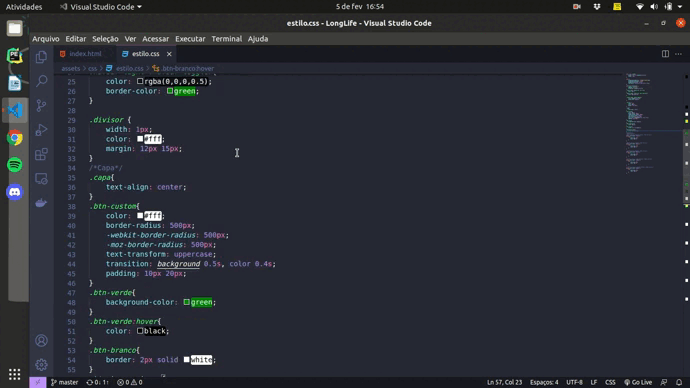 Atividades
Visual Studio Code
5 de fev 16:54
estilo.css - LongLife - Visual Studio Code
Arquivo Editar Seleção Ver Acessar Executar Terminal Ajuda
index.html
estilo.css
assets > css > estilo.css > .btn-branco:hover
25 color: rgba(0,0,0,0.5);
26 border-color: green;
27 }
28
29 .divisor {
30 width: 1px;
31 color: #fff;
32 margin: 12px 15px;
33 }
34 /*Capa*/
35 .capa{
36 text-align: center;
37 }
38 .btn-custom{
39 color: #fff;
40 border-radius: 500px;
41 -webkit-border-radius: 500px;
42 -moz-border-radius: 500px;
43 text-transform: uppercase;
44 transition: background 0.5s, color 0.4s;
45 padding: 10px 20px;
46 }
47 .btn-verde{
48 background-color: green;
49 }
50 .btn-verde:hover{
51 color: black;
52 }
53 .btn-branco{
54 border: 2px solid white;
55 }
master
0↓ 1↑
0 0
Ln 57, Col 23
Espaços: 4
UTF-8
LF
CSS
Go Live